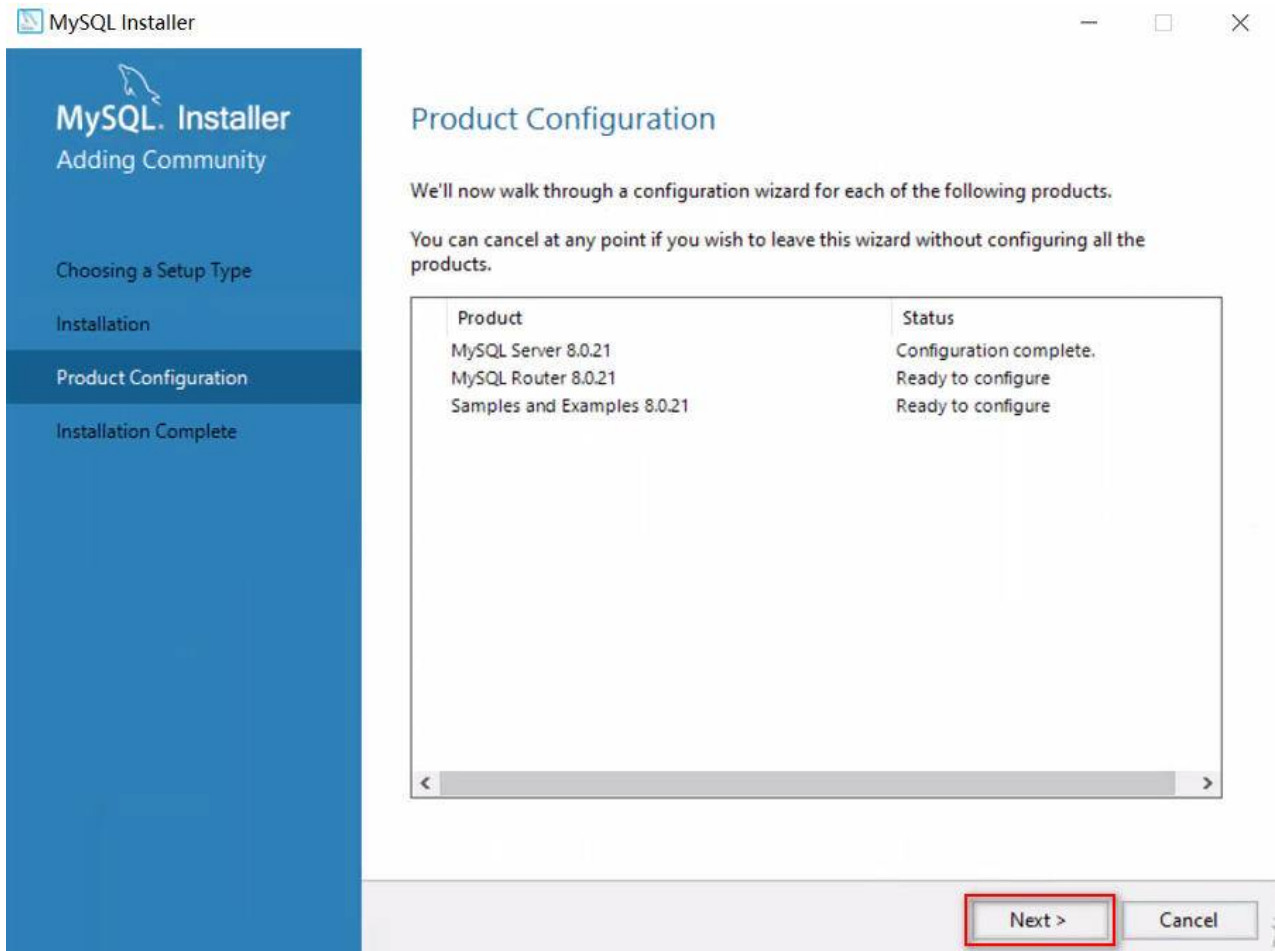 MySQL Installer
MySQL. Installer
Adding Community
Choosing a Setup Type
Installation
Product Configuration
Installation Complete
Product Configuration
We'll now walk through a configuration wizard for each of the following products.
You can cancel at any point if you wish to leave this wizard without configuring all the
products.
Product Status
MySQL Server 8.0.21 Configuration complete.
MySQL Router 8.0.21 Ready to configure
Samples and Examples 8.0.21 Ready to configure
Next > Cancel